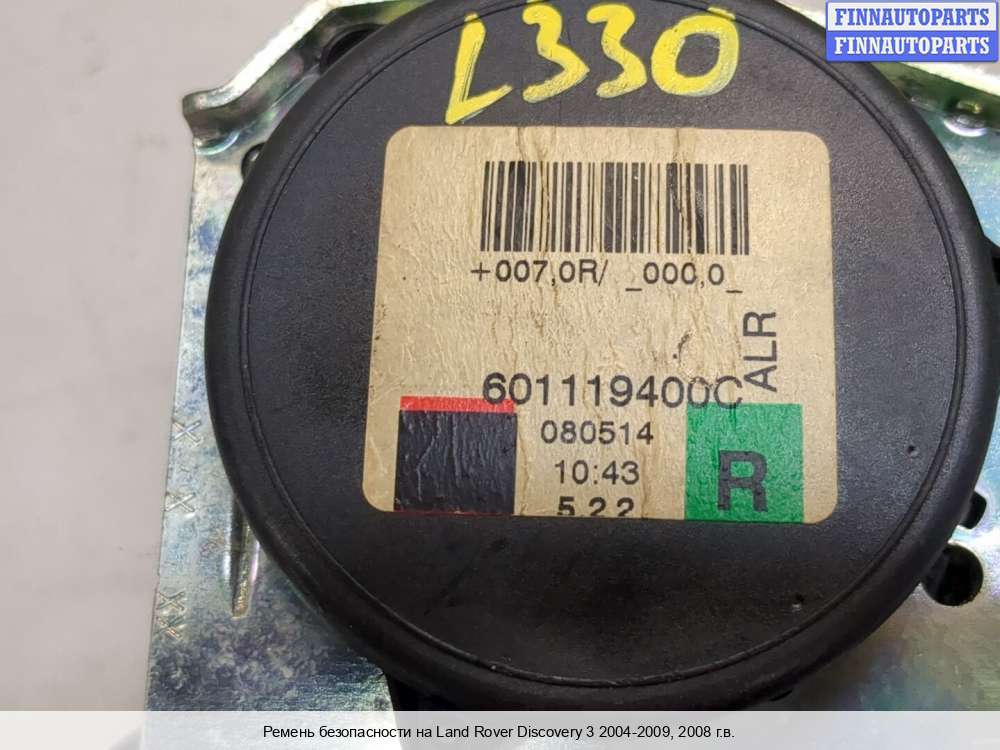 FINNAUTOPARTS
FINNAUTOPARTS
L330
+007,0R/ _000,0_
ALR
601119400C
080514
10:43
522
R
XX X X
Ремень безопасности на Land Rover Discovery 3 2004-2009, 2008 г.в.